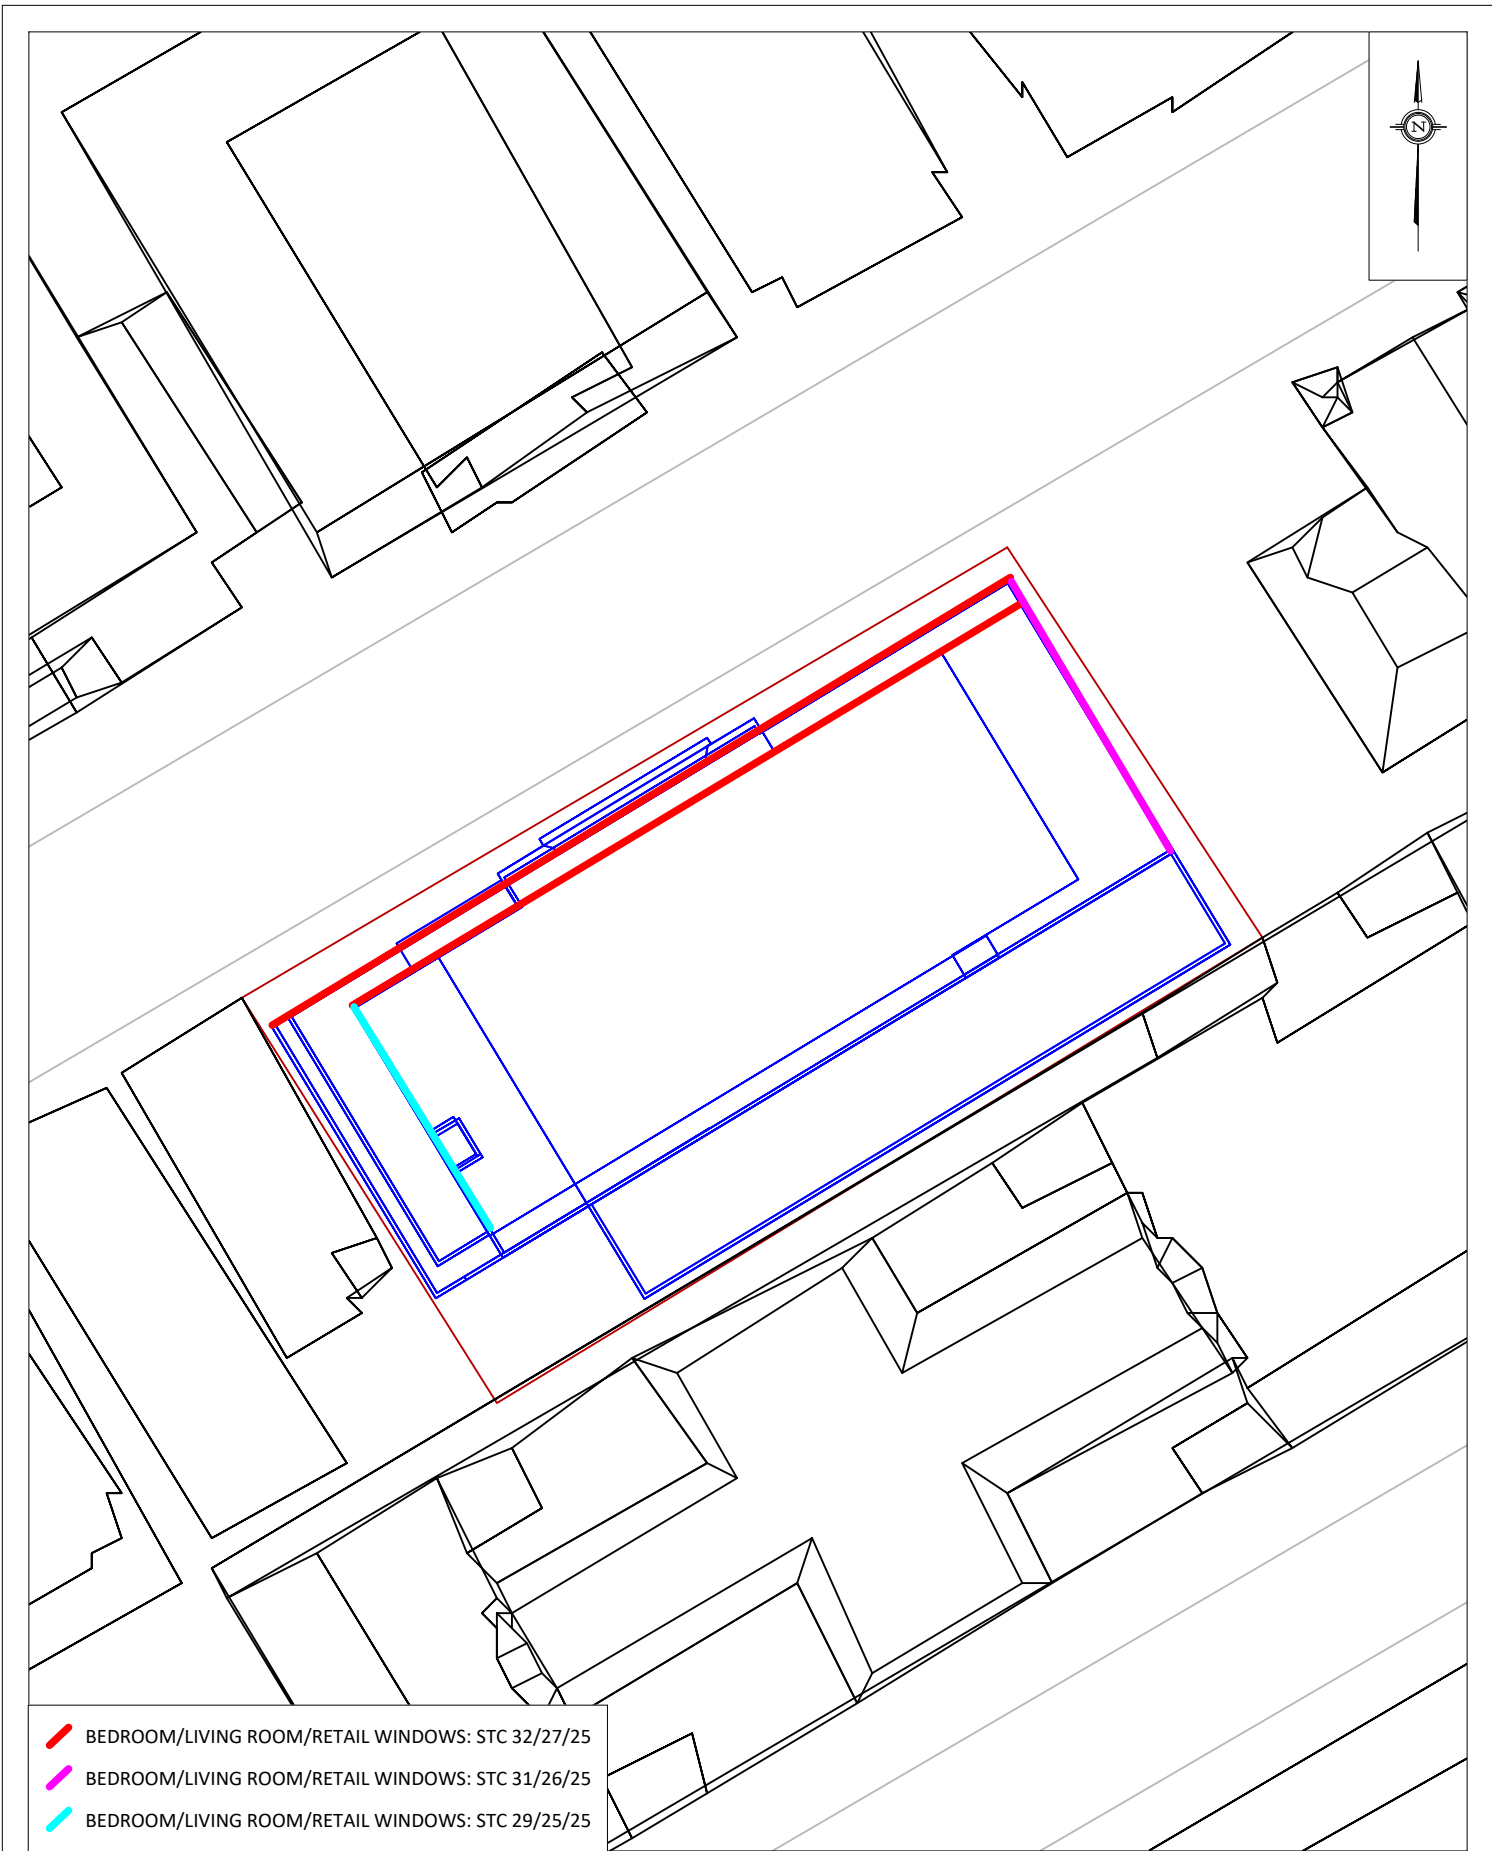 N
BEDROOM/LIVING ROOM/RETAIL WINDOWS: STC 32/27/25
BEDROOM/LIVING ROOM/RETAIL WINDOWS: STC 31/26/25
BEDROOM/LIVING ROOM/RETAIL WINDOWS: STC 29/25/25